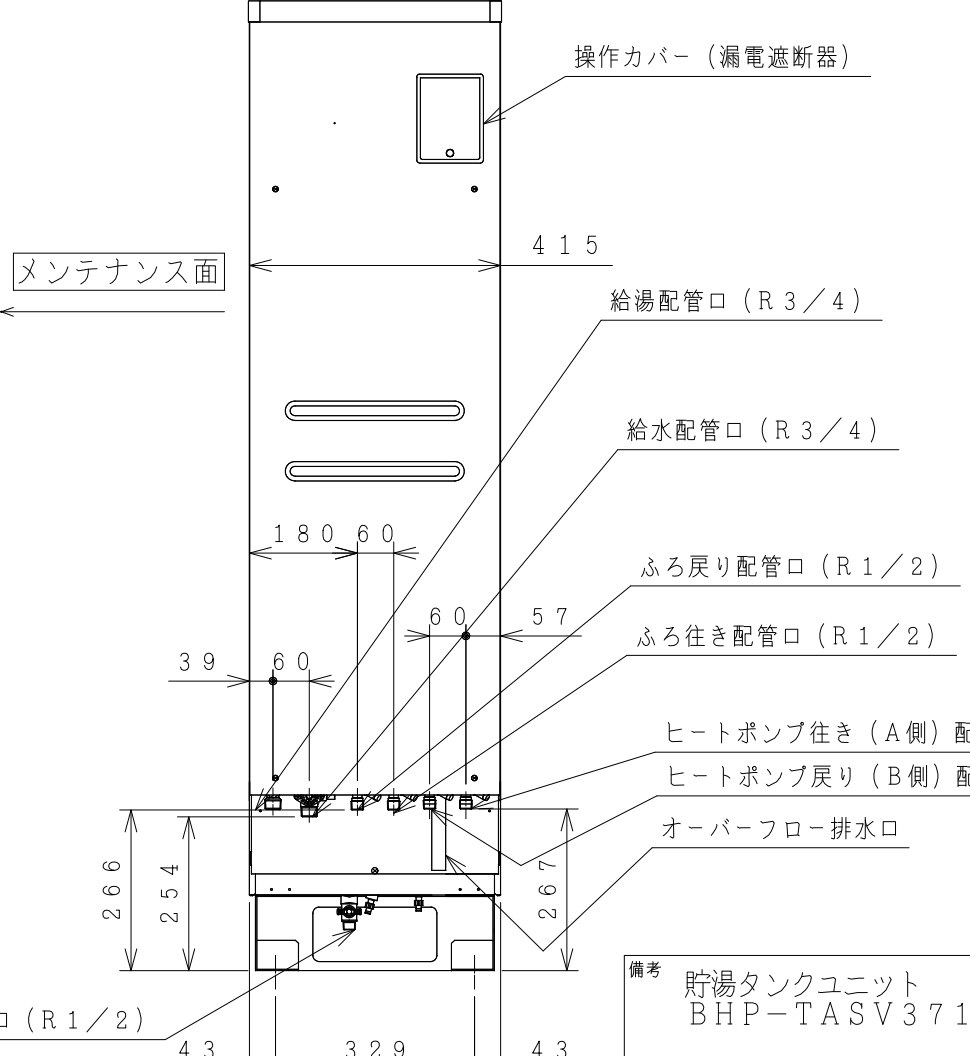 操作カバー（漏電遮断器）
415
メンテナンス面
給湯配管口（R3／4）
給水配管口（R3／4）
180 60
ふろ戻り配管口（R1／2）
60 57
ふろ往き配管口（R1／2）
39 60
ヒートポンプ往き（A側）配
ヒートポンプ戻り（B側）配
オーバーフロー排水口
266
254
267
備考
貯湯タンクユニット
BHP−TASV371
口（R1／2）
43 329 43